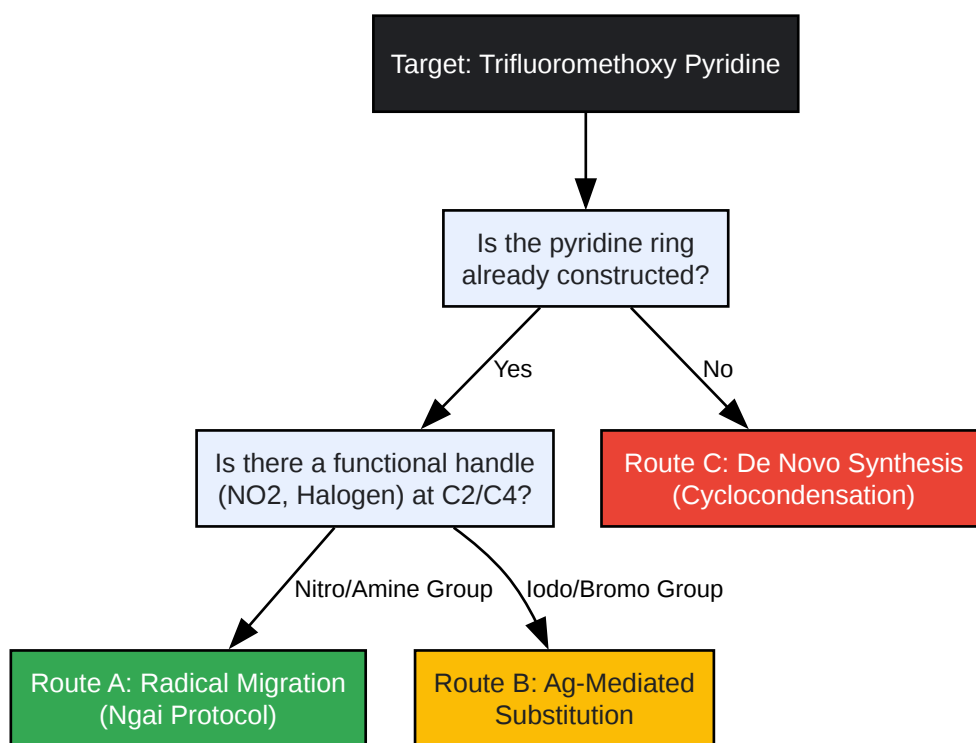 Target: Trifluoromethoxy Pyridine
Is the pyridine ring
already constructed?
Yes
No
Is there a functional handle
(NO2, Halogen) at C2/C4?
Route C: De Novo Synthesis
(Cyclocondensation)
Nitro/Amine Group
Iodo/Bromo Group
Route A: Radical Migration
(Ngai Protocol)
Route B: Ag-Mediated
Substitution